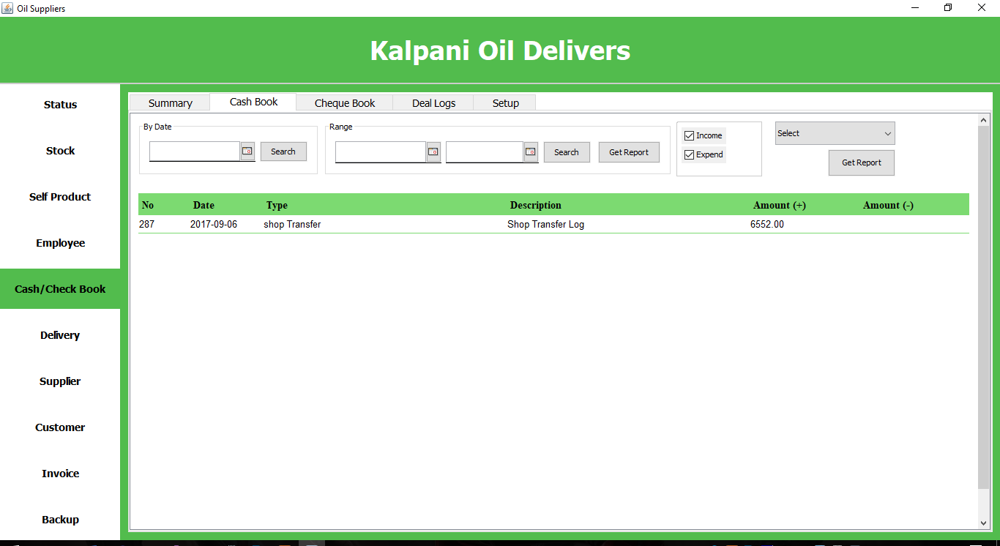 Oil Suppliers
Kalpani Oil Delivers
Status
Stock
Self Product
Employee
Cash/Check Book
Delivery
Supplier
Customer
Invoice
Backup
Summary Cash Book Cheque Book Deal Logs Setup
By Date
Search
Range
Search Get Report
Income
Expend
Select
Get Report
No Date Type Description Amount (+) Amount (-)
287 2017-09-06 shop Transfer Shop Transfer Log 6552.00